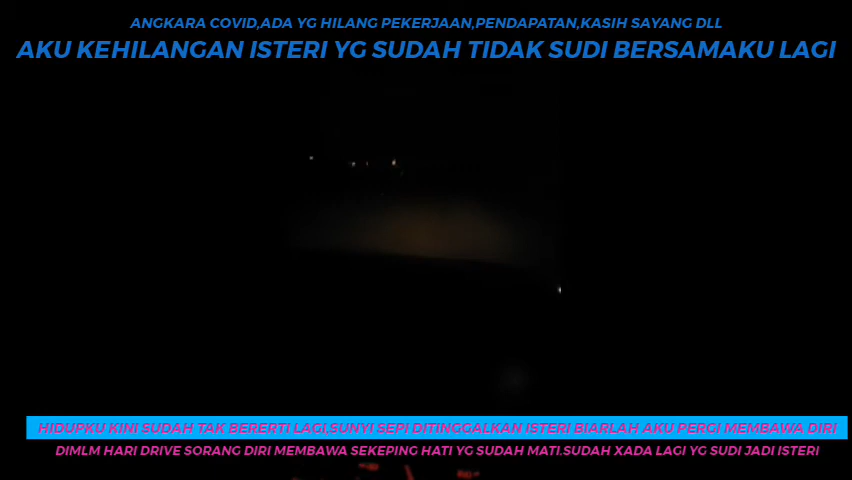 ANGKARA COVID,ADA YG HILANG PEKERJAAN,PENDAPATAN,KASIH SAYANG DLL
AKU KEHILANGAN ISTERI YG SUDAH TIDAK SUDI BERSAMAKU LAGI
HIDUPKU KINI SUDAH TAK BERERTI LAGI,SUNYI SEPI DITINGGALKAN ISTERI BIARLAH AKU PERGI MEMBAWA DIRI
DIMLM HARI DRIVE SORANG DIRI MEMBAWA SEKEPING HATI YG SUDAH MATI.SUDAH XADA LAGI YG SUDI JADI ISTERI